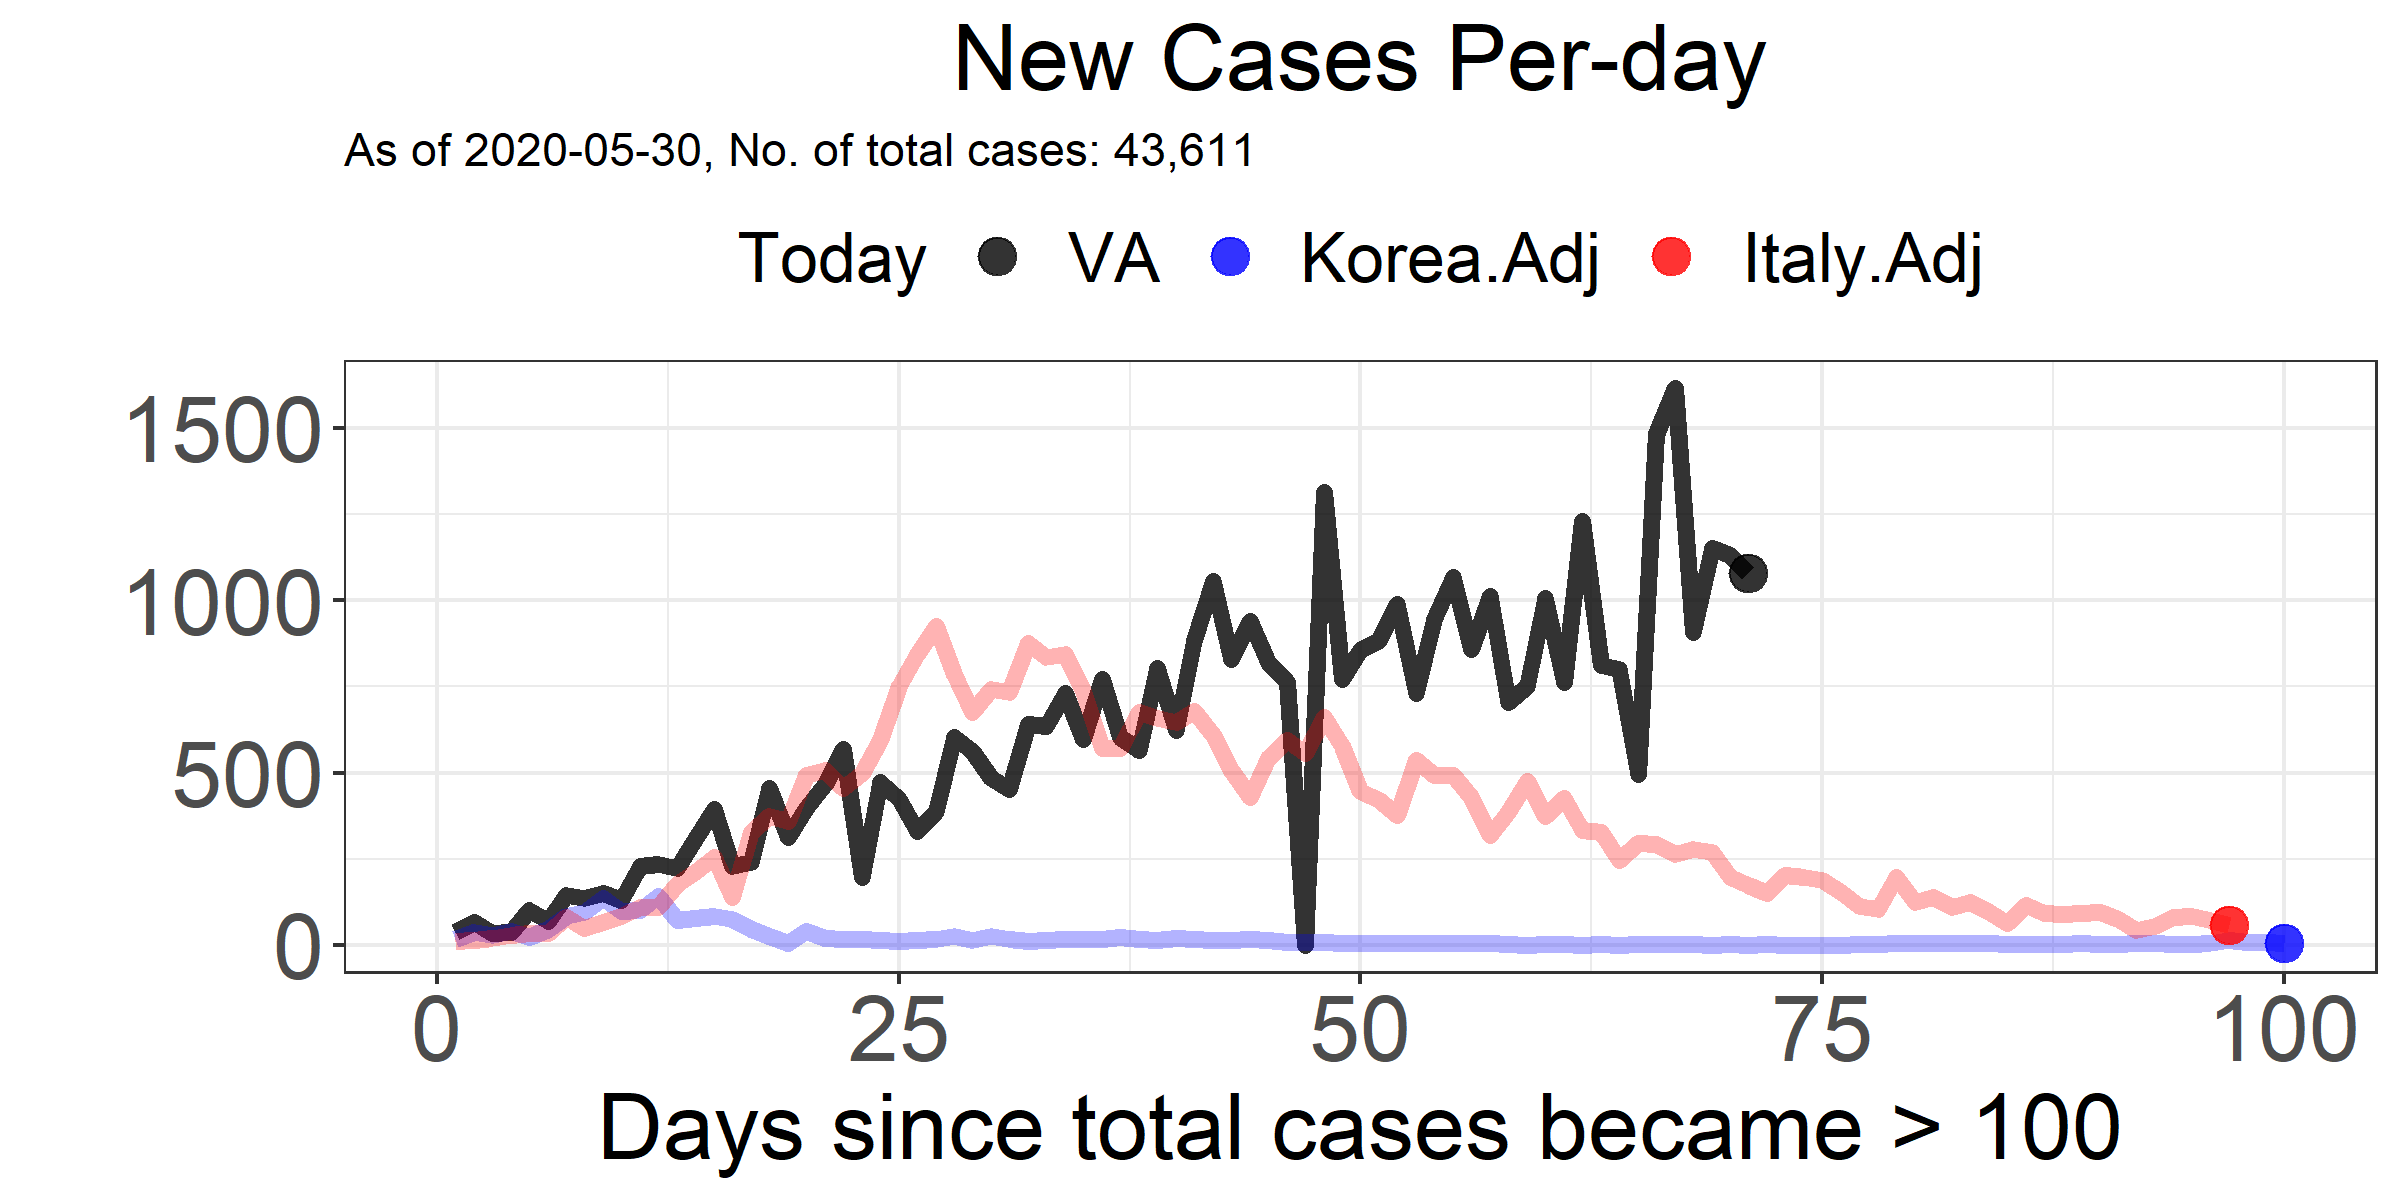 New Cases Per-day
As of 2020-05-30, No. of total cases: 43,611
Today VA Korea.Adj Italy.Adj
1500
1000
500
0
0 25 50 75 100
Days since total cases became > 100